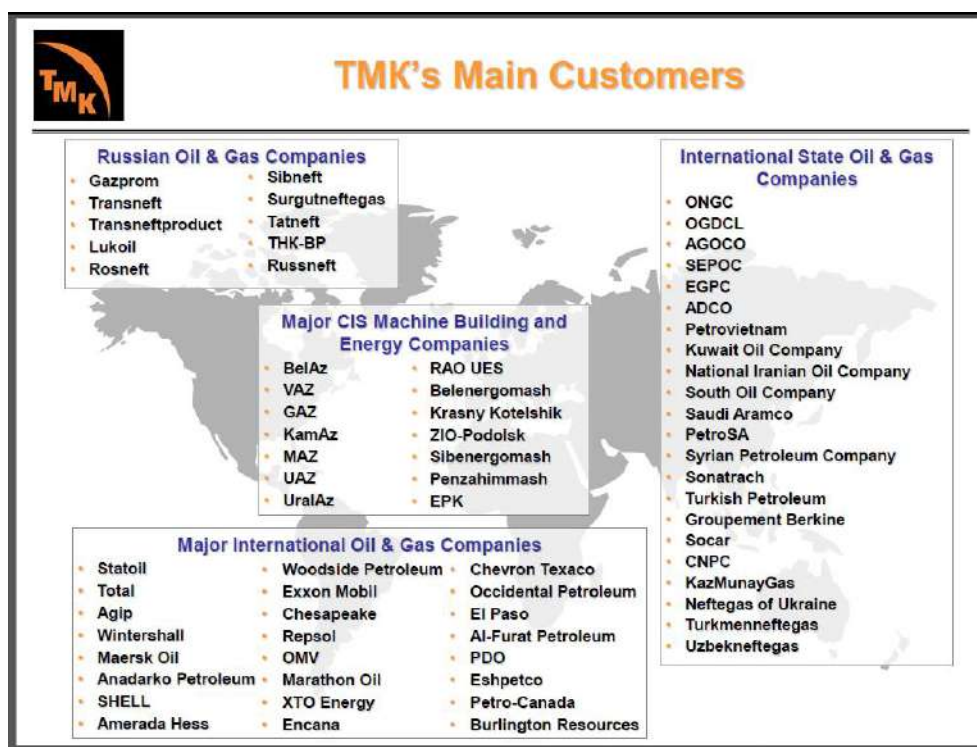 TMK
TMK's Main Customers
Russian Oil & Gas Companies
Gazprom
Transneft
Transneftproduct
Lukoil
Rosneft
Sibneft
Surgutneftegas
Tatneft
THK-BP
Russneft
Major CIS Machine Building and
Energy Companies
BelAz
VAZ
GAZ
KamAz
MAZ
UAZ
UralAz
RAO UES
Belenergomash
Krasny Kotelshik
ZIO-Podolsk
Sibenergomash
Penzahimmash
EPK
Major International Oil & Gas Companies
Statoil
Total
Agip
Wintershall
Maersk Oil
Anadarko Petroleum
SHELL
Amerada Hess
Woodside Petroleum
Exxon Mobil
Chesapeake
Repsol
OMV
Marathon Oil
XTO Energy
Encana
Chevron Texaco
Occidental Petroleum
El Paso
Al-Furat Petroleum
PDO
Eshpetco
Petro-Canada
Burlington Resources
International State Oil & Gas
Companies
ONGC
OGDCL
AGOCO
SEPOC
EGPC
ADCO
Petrovietnam
Kuwait Oil Company
National Iranian Oil Company
South Oil Company
Saudi Aramco
PetroSA
Syrian Petroleum Company
Sonatrach
Turkish Petroleum
Groupement Berkine
Socar
CNPC
KazMunayGas
Neftegas of Ukraine
Turkmenneftegas
Uzbekneftegas